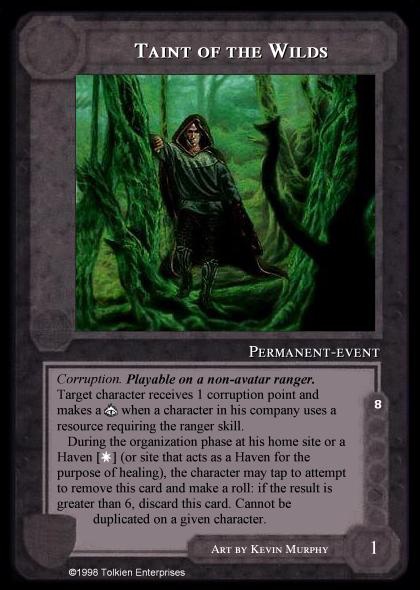 TAINT OF THE WILDS
PERMANENT-EVENT
Corruption. Playable on a non-avatar ranger.
Target character receives 1 corruption point and
makes a when a character in his company uses a
resource requiring the ranger skill.
8
During the organization phase at his home site or a
Haven [] (or site that acts as a Haven for the
purpose of healing), the character may tap to attempt
to remove this card and make a roll: if the result is
greater than 6, discard this card. Cannot be
duplicated on a given character.
ART BY KEVIN MURPHY
1
©1998 Tolkien Enterprises